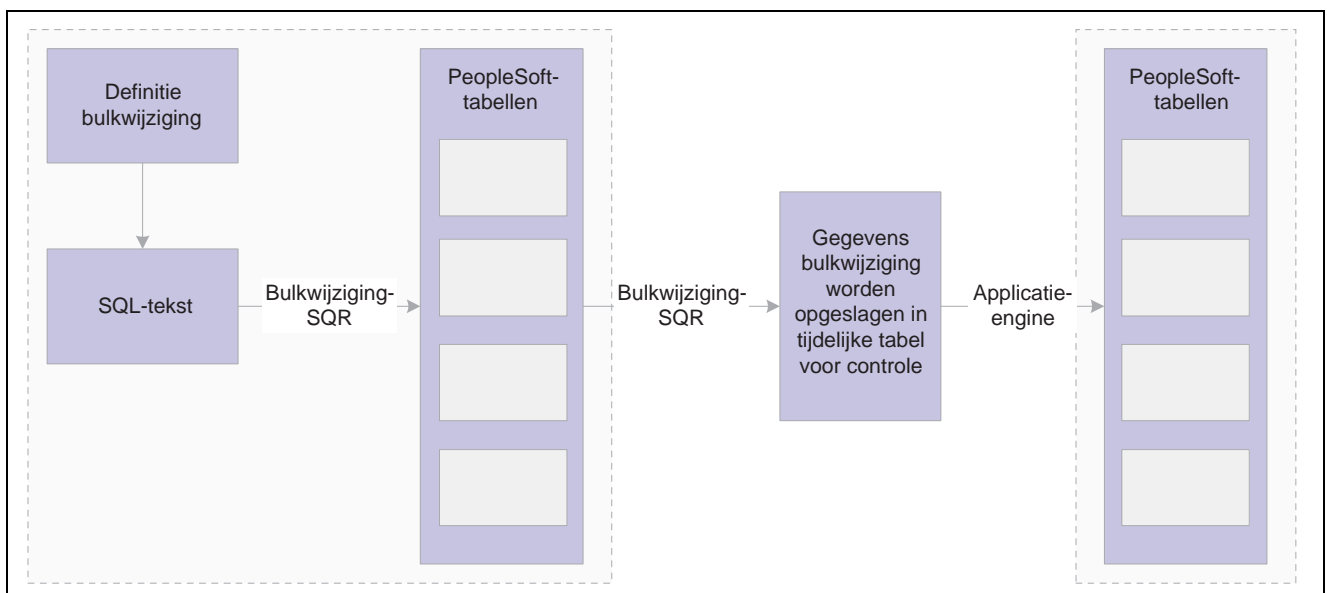 Definitie
bulkwijziging
SQL-tekst
Bulkwijziging-
SQR
PeopleSoft-
tabellen
Bulkwijziging-
SQR
Gegevens
bulkwijziging
worden
opgeslagen in
tijdelijke tabel
voor controle
Applicatie-
engine
PeopleSoft-
tabellen